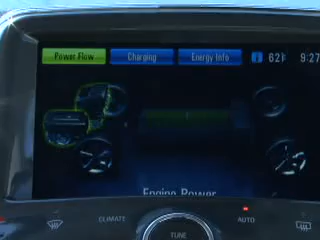 Power Flow Charging Energy Info 62° 9:27
Engine Power
CLIMATE AUTO
TUNE